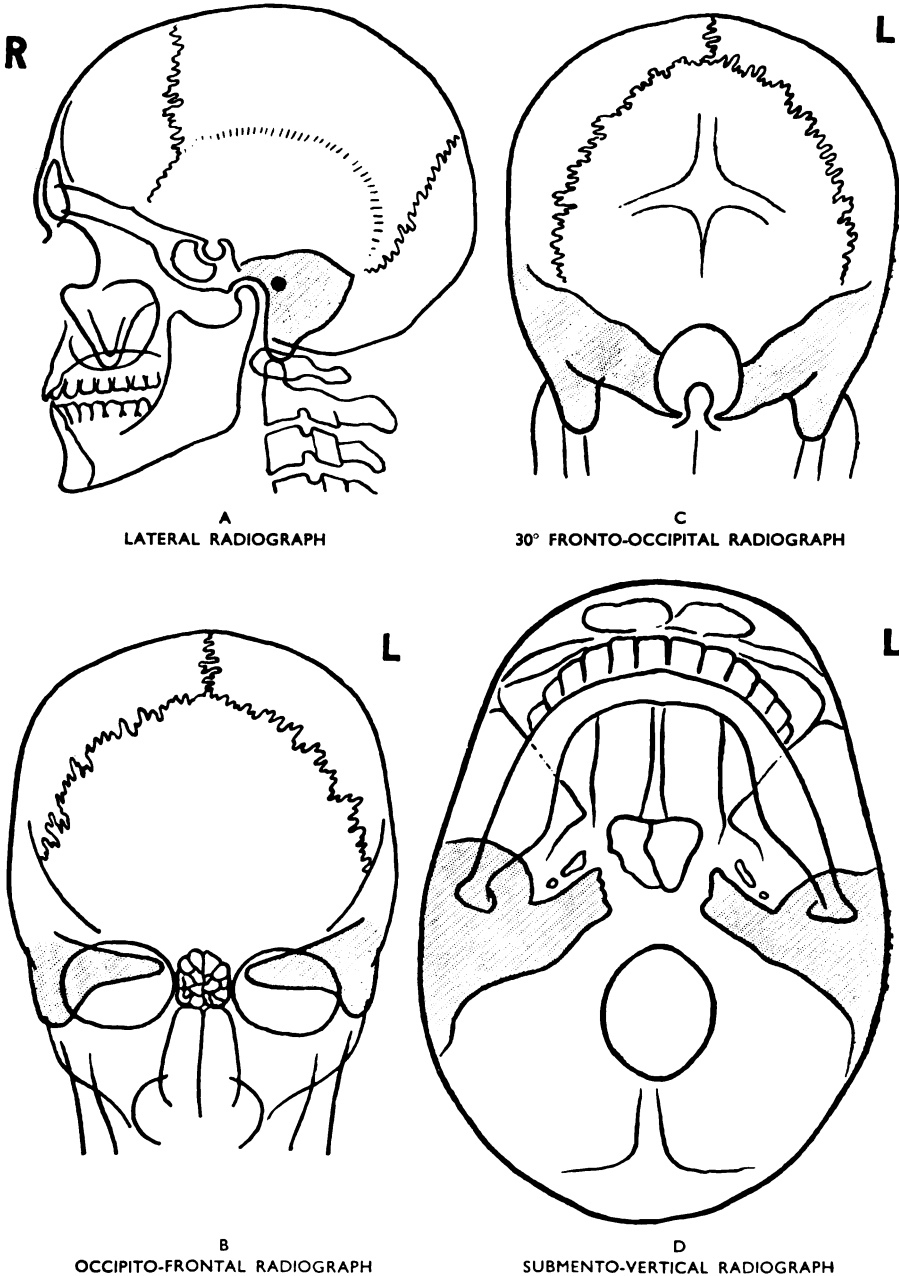 R
A
LATERAL RADIOGRAPH
L
C
30° FRONTO-OCCIPITAL RADIOGRAPH
L
B
OCCIPITO-FRONTAL RADIOGRAPH
L
D
SUBMENTO-VERTICAL RADIOGRAPH